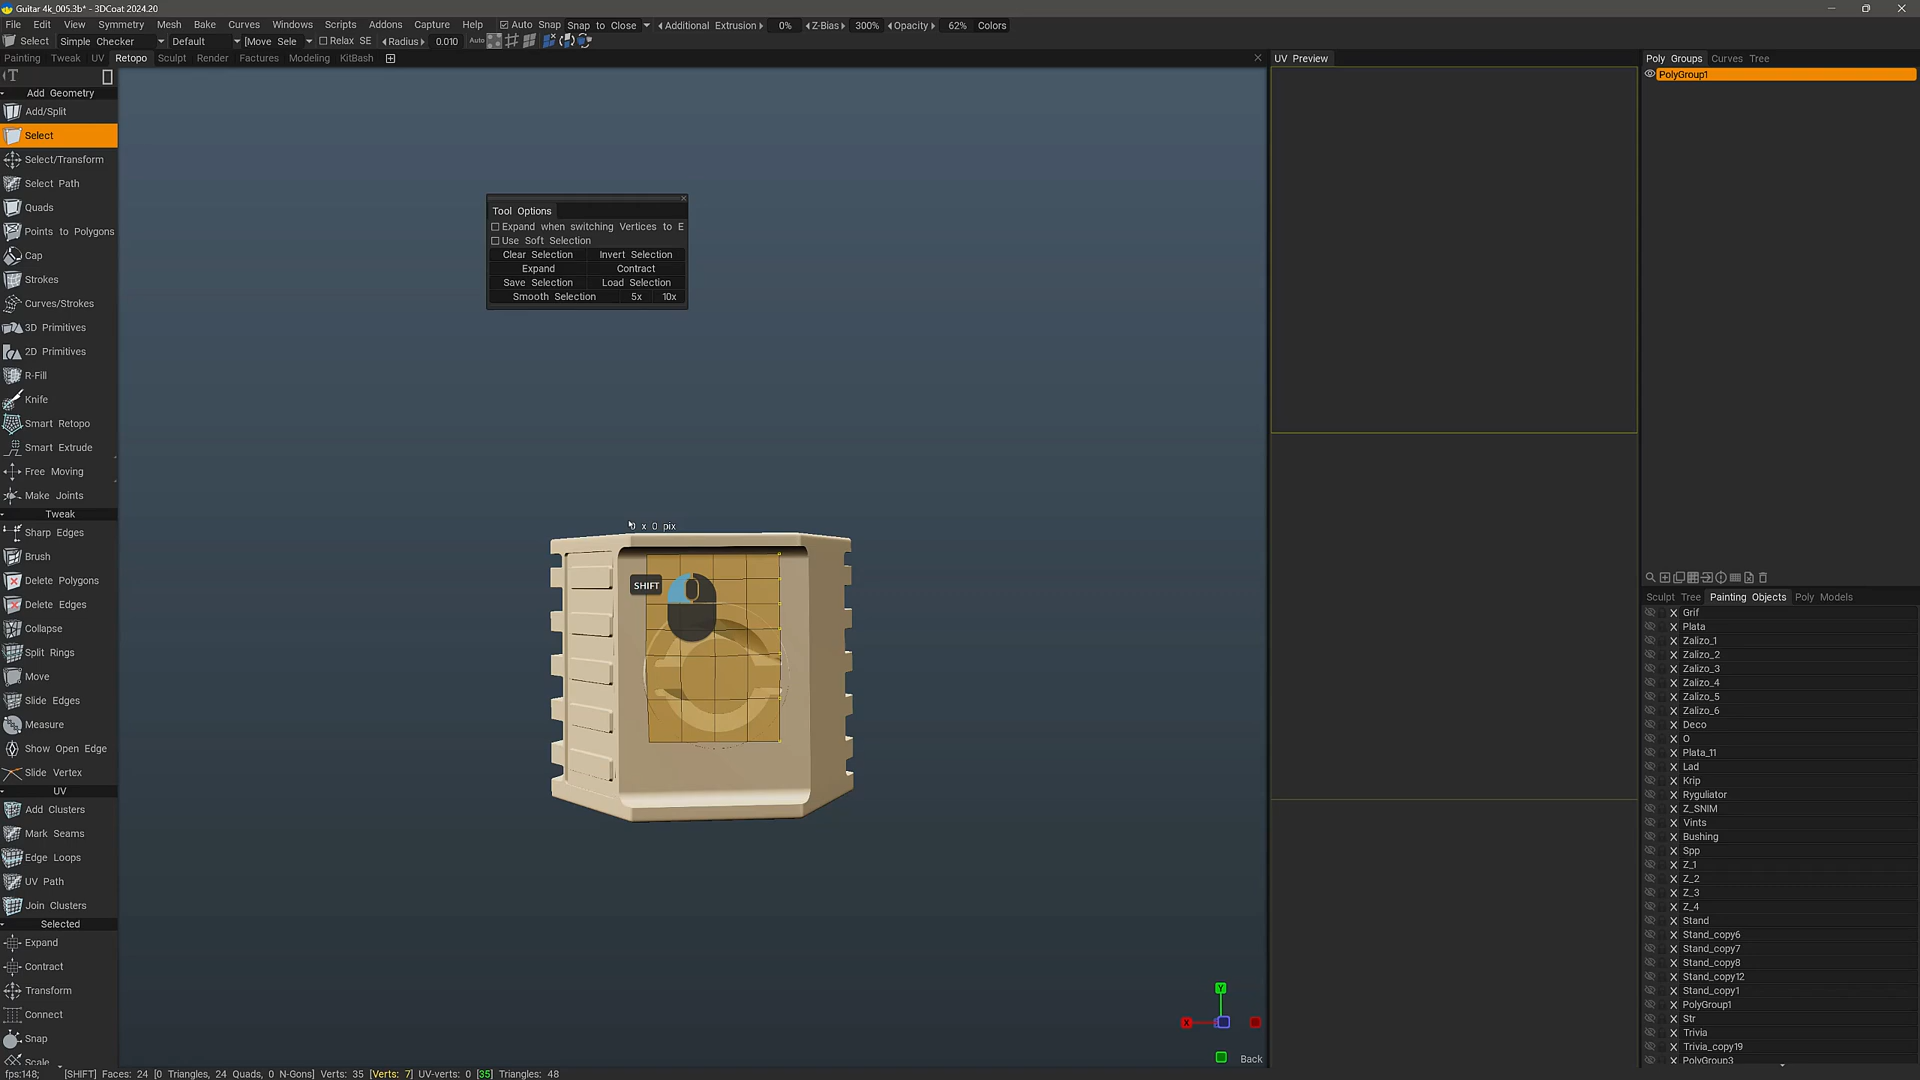 Guitar 4k_005.3b* - 3DCoat 2024.20
File Edit View Symmetry Mesh Bake Curves Windows Scripts Addons Capture Help Auto Snap Snap to Close Additional Extrusion 0% Z-Bias 300% Opacity 62% Colors
Select Simple Checker Default [Move Sele Relax SE Radius 0.010 Auto
Painting Tweak UV Retopo Sculpt Render Factures Modeling KitBash
UV Preview
Poly Groups Curves Tree
PolyGroup1
T
Add Geometry
Add/Split
Select
Select/Transform
Select Path
Quads
Points to Polygons
Cap
Strokes
Curves/Strokes
3D Primitives
2D Primitives
R-Fill
Knife
Smart Retopo
Smart Extrude
Free Moving
Make Joints
Tweak
Sharp Edges
Brush
Delete Polygons
Delete Edges
Collapse
Split Rings
Move
Slide Edges
Measure
Show Open Edge
Slide Vertex
UV
Add Clusters
Mark Seams
Edge Loops
UV Path
Join Clusters
Selected
Expand
Contract
Transform
Connect
Snap
Scale
Tool Options
Expand when switching Vertices to E
Use Soft Selection
Clear Selection Invert Selection
Expand Contract
Save Selection Load Selection
Smooth Selection 5x 10x
0 x 0 pix
SHIFT
Y
X
Back
Sculpt Tree Painting Objects Poly Models
X Grif
X Plata
X Zalizo_1
X Zalizo_2
X Zalizo_3
X Zalizo_4
X Zalizo_5
X Zalizo_6
X Deco
X O
X Plata_11
X Lad
X Krip
X Ryguliator
X Z_SNIM
X Vints
X Bushing
X Spp
X Z_1
X Z_2
X Z_3
X Z_4
X Stand
X Stand_copy6
X Stand_copy7
X Stand_copy8
X Stand_copy12
X Stand_copy1
X PolyGroup1
X Str
X Trivia
X Trivia_copy19
X PolyGroup3
fps:148; [SHIFT] Faces: 24 [0 Triangles, 24 Quads, 0 N-Gons] Verts: 35 [Verts: 7] UV-verts: 0 [35] Triangles: 48